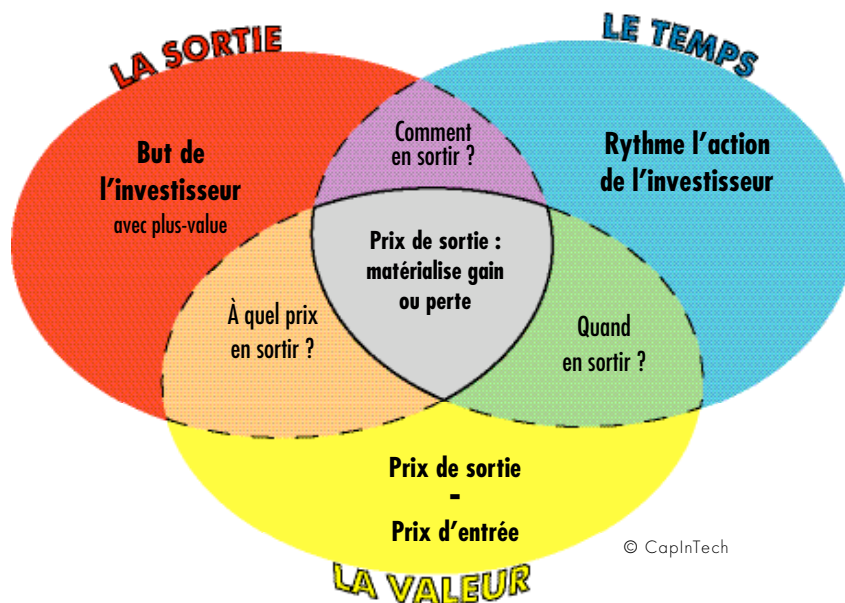 LA SORTIE
LE TEMPS
But de
l'investisseur
avec plus-value
Comment
en sortir ?
Rythme l'action
de l'investisseur
Prix de sortie :
matérialise gain
ou perte
À quel prix
en sortir ?
Quand
en sortir ?
Prix de sortie
-
Prix d'entrée
© CapInTech
LA VALEUR